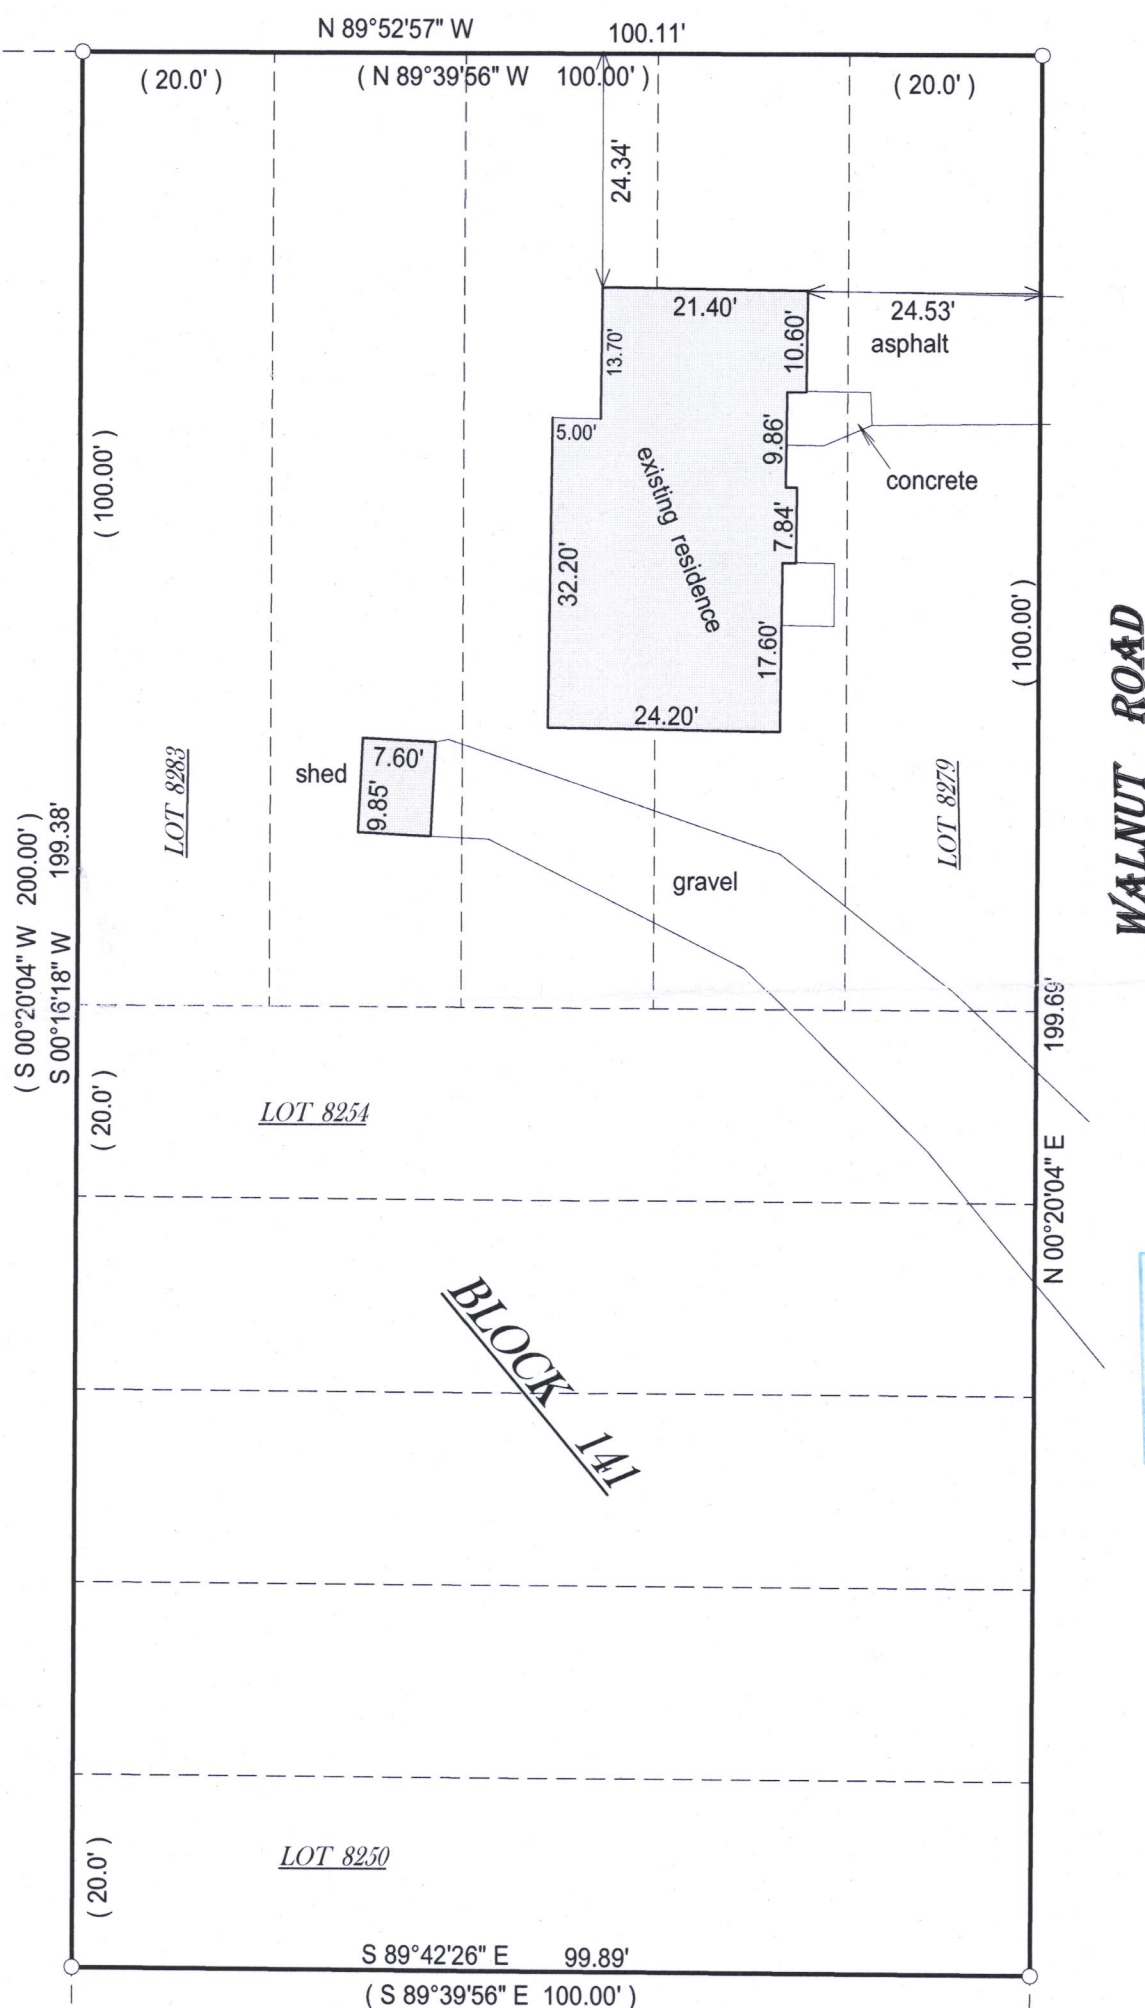 N 89°52'57" W 100.11'
( 20.0' ) ( N 89°39'56" W 100.00' ) ( 20.0' )
24.34'
21.40'
24.53'
asphalt
13.70'
10.60'
5.00'
9.86'
concrete
( 100.00' )
existing residence
7.84'
32.20'
17.60'
( 100.00' )
WALNUT ROAD
24.20'
shed
7.60'
9.85'
LOT 8283
LOT 8279
gravel
( S 00°20'04" W 200.00' )
S 00°16'18" W 199.38'
N 00°20'04" E 199.69'
( 20.0' )
LOT 8254
BLOCK 141
( 20.0' )
LOT 8250
S 89°42'26" E 99.89'
( S 89°39'56" E 100.00' )